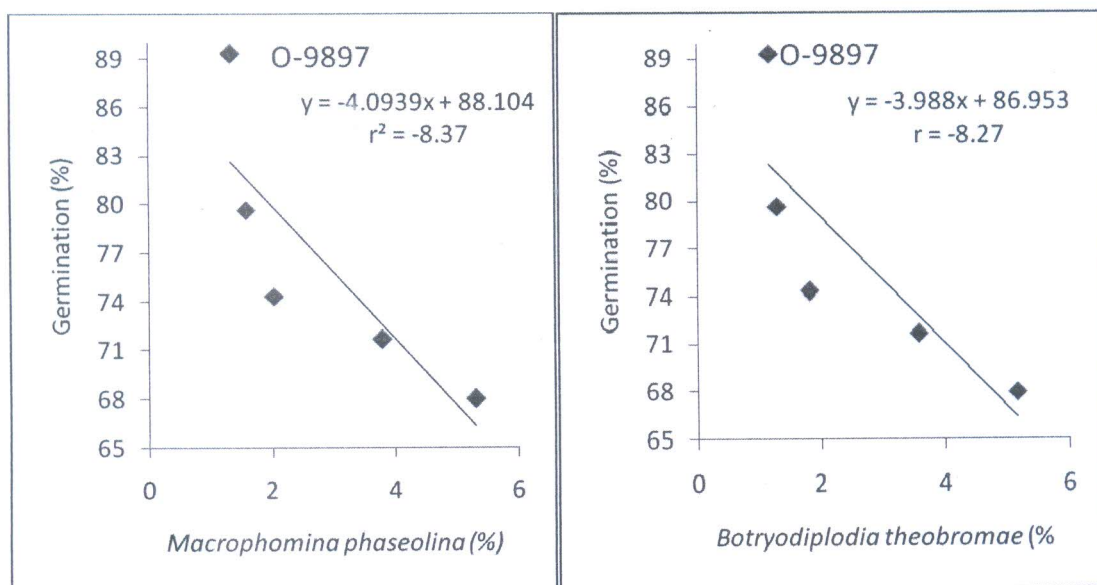 89
86
83
80
77
74
71
68
65
Germination (%)
O-9897
y = -4.0939x + 88.104
r² = -8.37
0 2 4 6
Macrophomina phaseolina (%)
89
86
83
80
77
74
71
68
65
Germination (%)
O-9897
y = -3.988x + 86.953
r = -8.27
0 2 4 6
Botryodiplodia theobromae (%